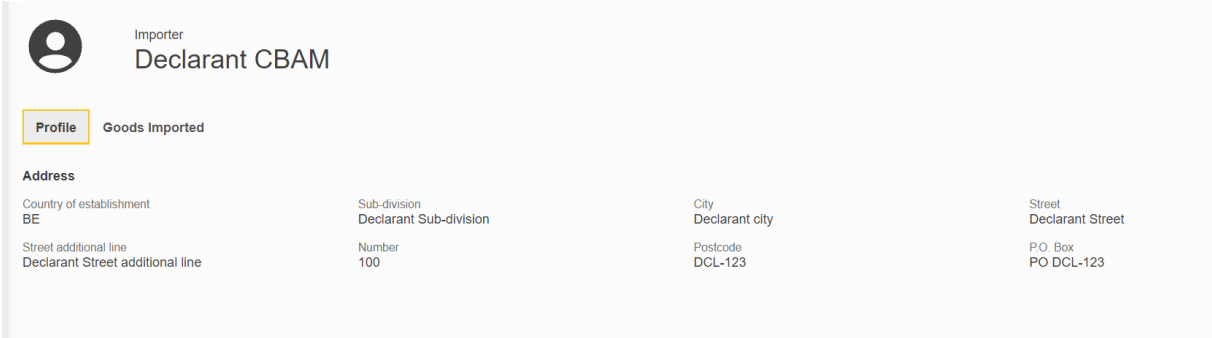 Importer
Declarant CBAM
Profile Goods Imported
Address
Country of establishment Sub-division City Street
BE Declarant Sub-division Declarant city Declarant Street
Street additional line Number Postcode P.O. Box
Declarant Street additional line 100 DCL-123 PO DCL-123